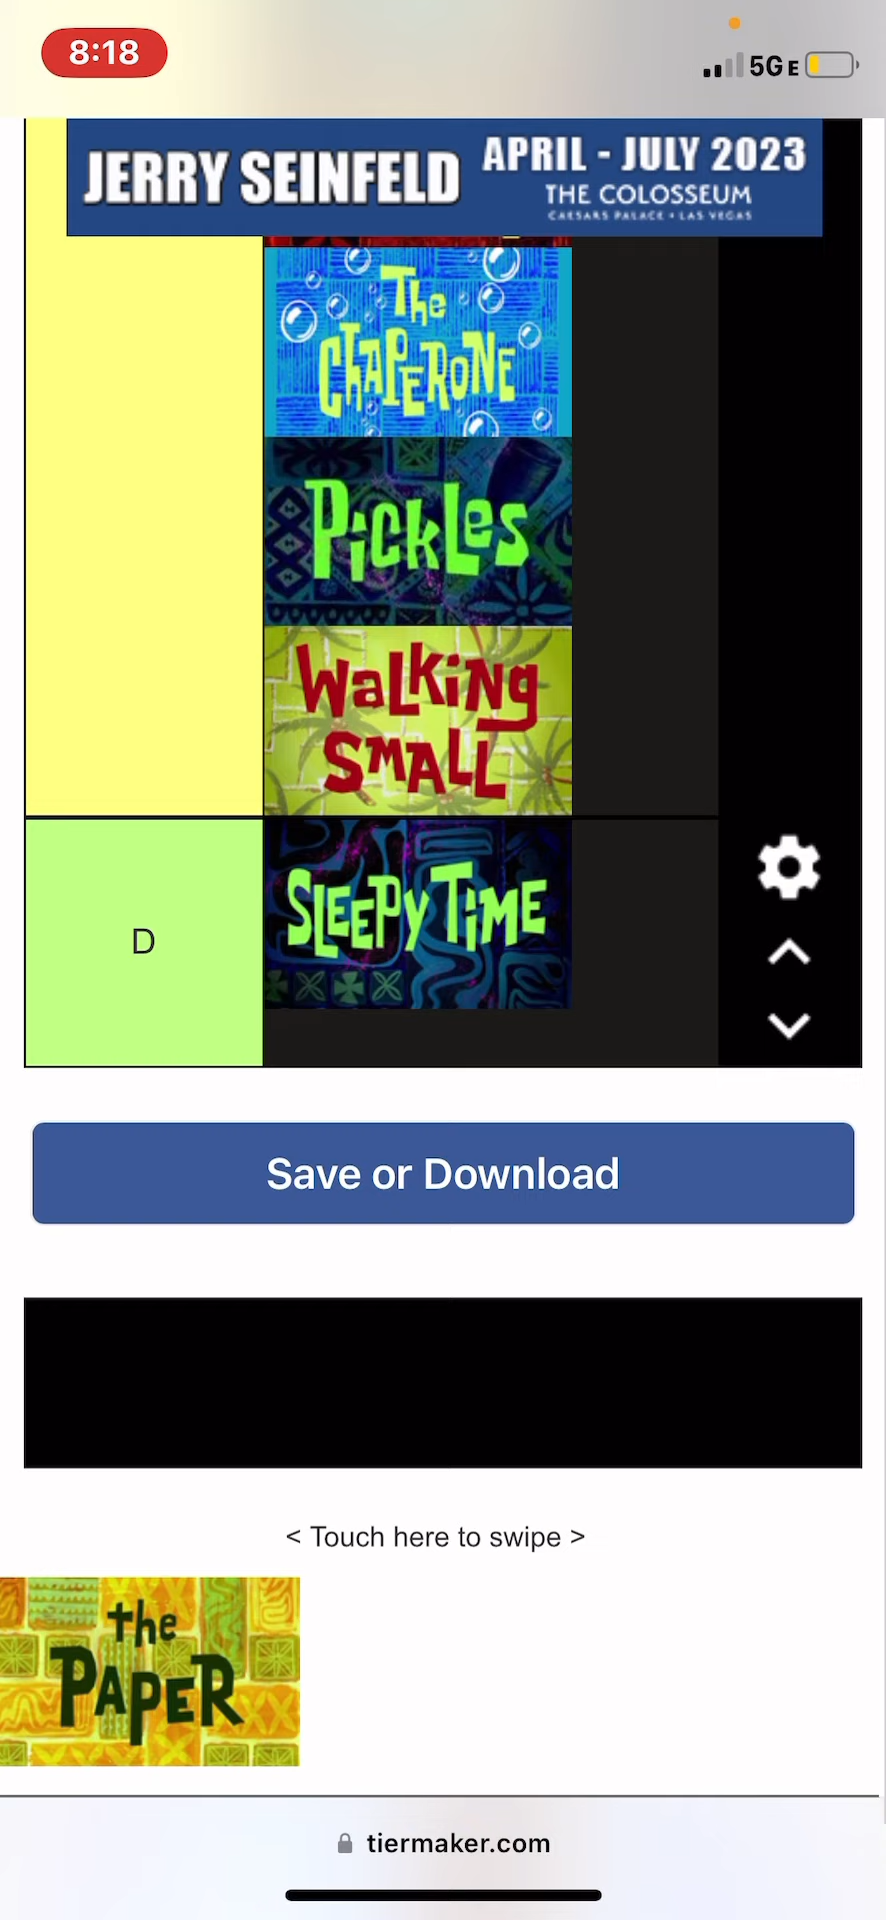 8:18
5GE
JERRY SEINFELD
APRIL - JULY 2023
THE COLOSSEUM
CAESARS PALACE • LAS VEGAS
The
CHAPERONE
PicKLes
WaLKiNg
SMALL
D
SLEEPY TiME
Save or Download
< Touch here to swipe >
the
PAPER
tiermaker.com